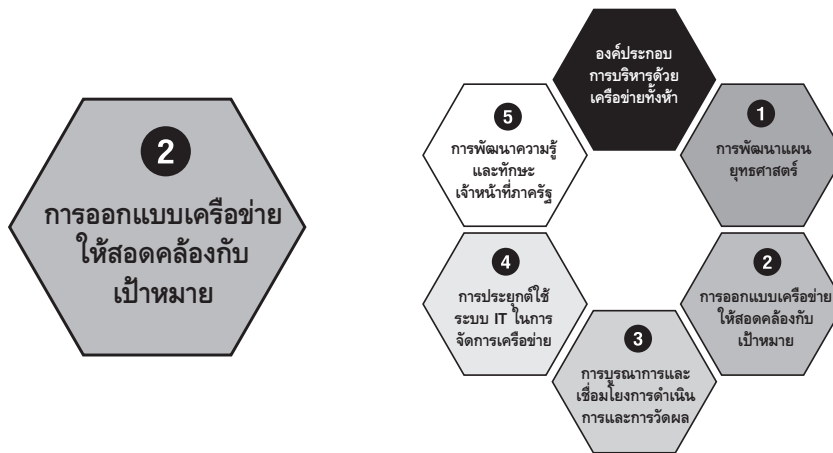 2
การออกแบบเครือข่าย
ให้สอดคล้องกับ
เป้าหมาย
องค์ประกอบ
การบริหารด้วย
เครือข่ายทั้งห้า
1
การพัฒนาแผน
ยุทธศาสตร์
2
การออกแบบเครือข่าย
ให้สอดคล้องกับ
เป้าหมาย
3
การบูรณาการและ
เชื่อมโยงการดำเนิน
การและการวัดผล
4
การประยุกต์ใช้
ระบบ IT ในการ
จัดการเครือข่าย
5
การพัฒนาความรู้
และทักษะ
เจ้าหน้าที่ภาครัฐ